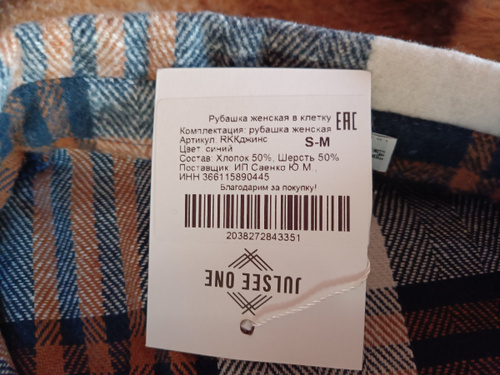 Рубашка женская в клетку
EAC
Комплектация: рубашка женская
Артикул: RKKджинс
S-M
Цвет: синий
Состав: Хлопок 50%, Шерсть 50%
Поставщик: ИП Савенко Ю.М.,
ИНН 366115890445
Благодарим за покупку!
2038272843351
JULSEE ONE